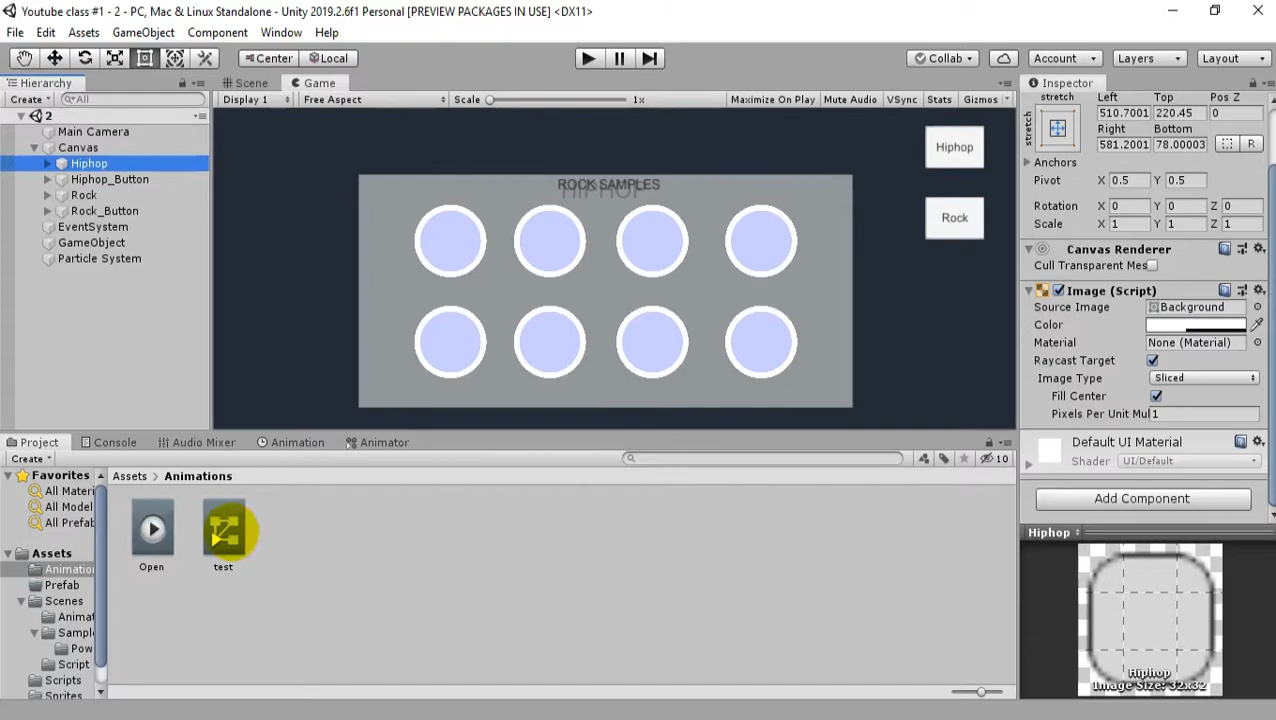 Youtube class #1 - 2 - PC, Mac & Linux Standalone - Unity 2019.2.6f1 Personal [PREVIEW PACKAGES IN USE] <DX11>
File Edit Assets GameObject Component Window Help
Center Local Collab Account Layers Layout
Hierarchy Scene Game Inspector
Create All Display 1 Free Aspect Scale 1x Maximize On Play Mute Audio VSync Stats Gizmos
2
Main Camera
Canvas
Hiphop
Hiphop_Button
Rock
Rock_Button
EventSystem
GameObject
Particle System
ROCK SAMPLES
HIPHOP
Hiphop
Rock
stretch Left Top Pos Z
stretch 510.7001 220.45 0
Right Bottom
581.2001 78.00003 R
Anchors
Pivot X 0.5 Y 0.5
Rotation X 0 Y 0 Z 0
Scale X 1 Y 1 Z 1
Canvas Renderer
Cull Transparent Mes
Image (Script)
Source Image Background
Color
Material None (Material)
Raycast Target
Image Type Sliced
Fill Center
Pixels Per Unit Mul 1
Default UI Material
Shader UI/Default
Add Component
Hiphop
Hiphop
Image Size: 32x32
Project Console Audio Mixer Animation Animator
Create 10
Favorites
All Materi
All Model
All Prefab
Assets
Animation
Prefab
Scenes
Animat
Sampl
Pow
Script
Scripts
Sprites
Assets > Animations
Open
test